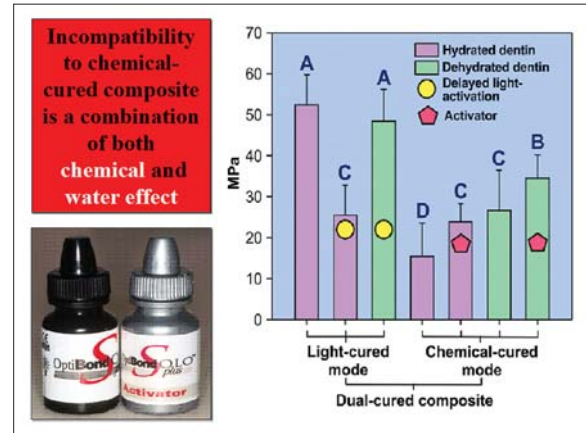 Incompatibility
to chemical-
cured composite
is a combination
of both
chemical and
water effect
OptiBond
S
SOLO
plus
Activator
MPa
70
60
50
40
30
20
10
0
A
C
A
D
C
C
B
Hydrated dentin
Dehydrated dentin
Delayed light-
activation
Activator
Light-cured
mode
Chemical-cured
mode
Dual-cured composite